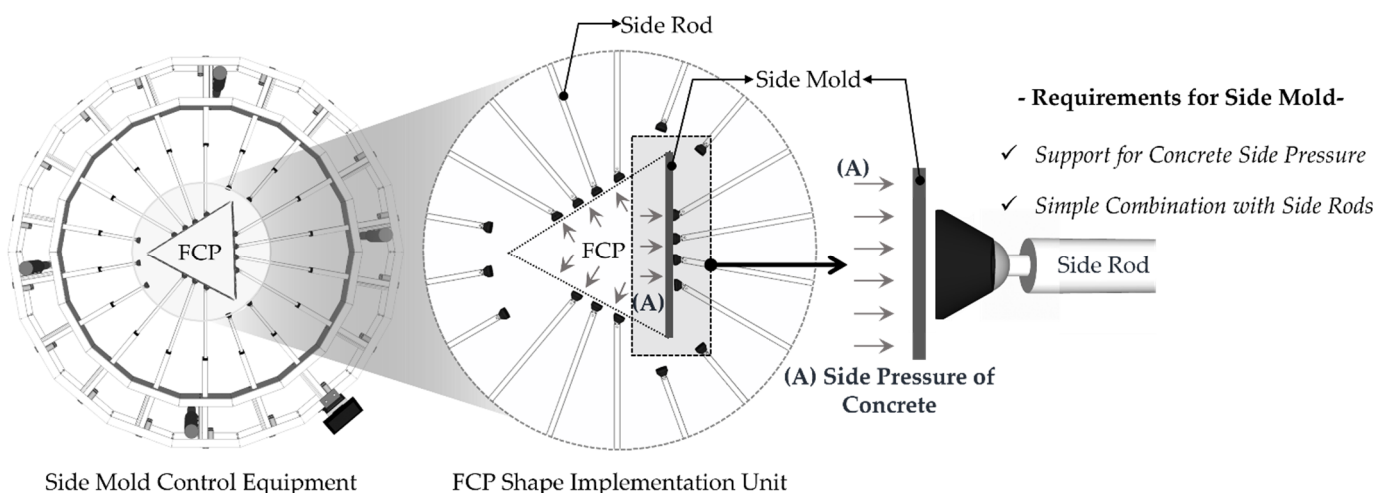 Side Rod
Side Mold
- Requirements for Side Mold-
✓ Support for Concrete Side Pressure
✓ Simple Combination with Side Rods
(A)
FCP
FCP
(A)
Side Rod
(A) Side Pressure of
Concrete
Side Mold Control Equipment
FCP Shape Implementation Unit